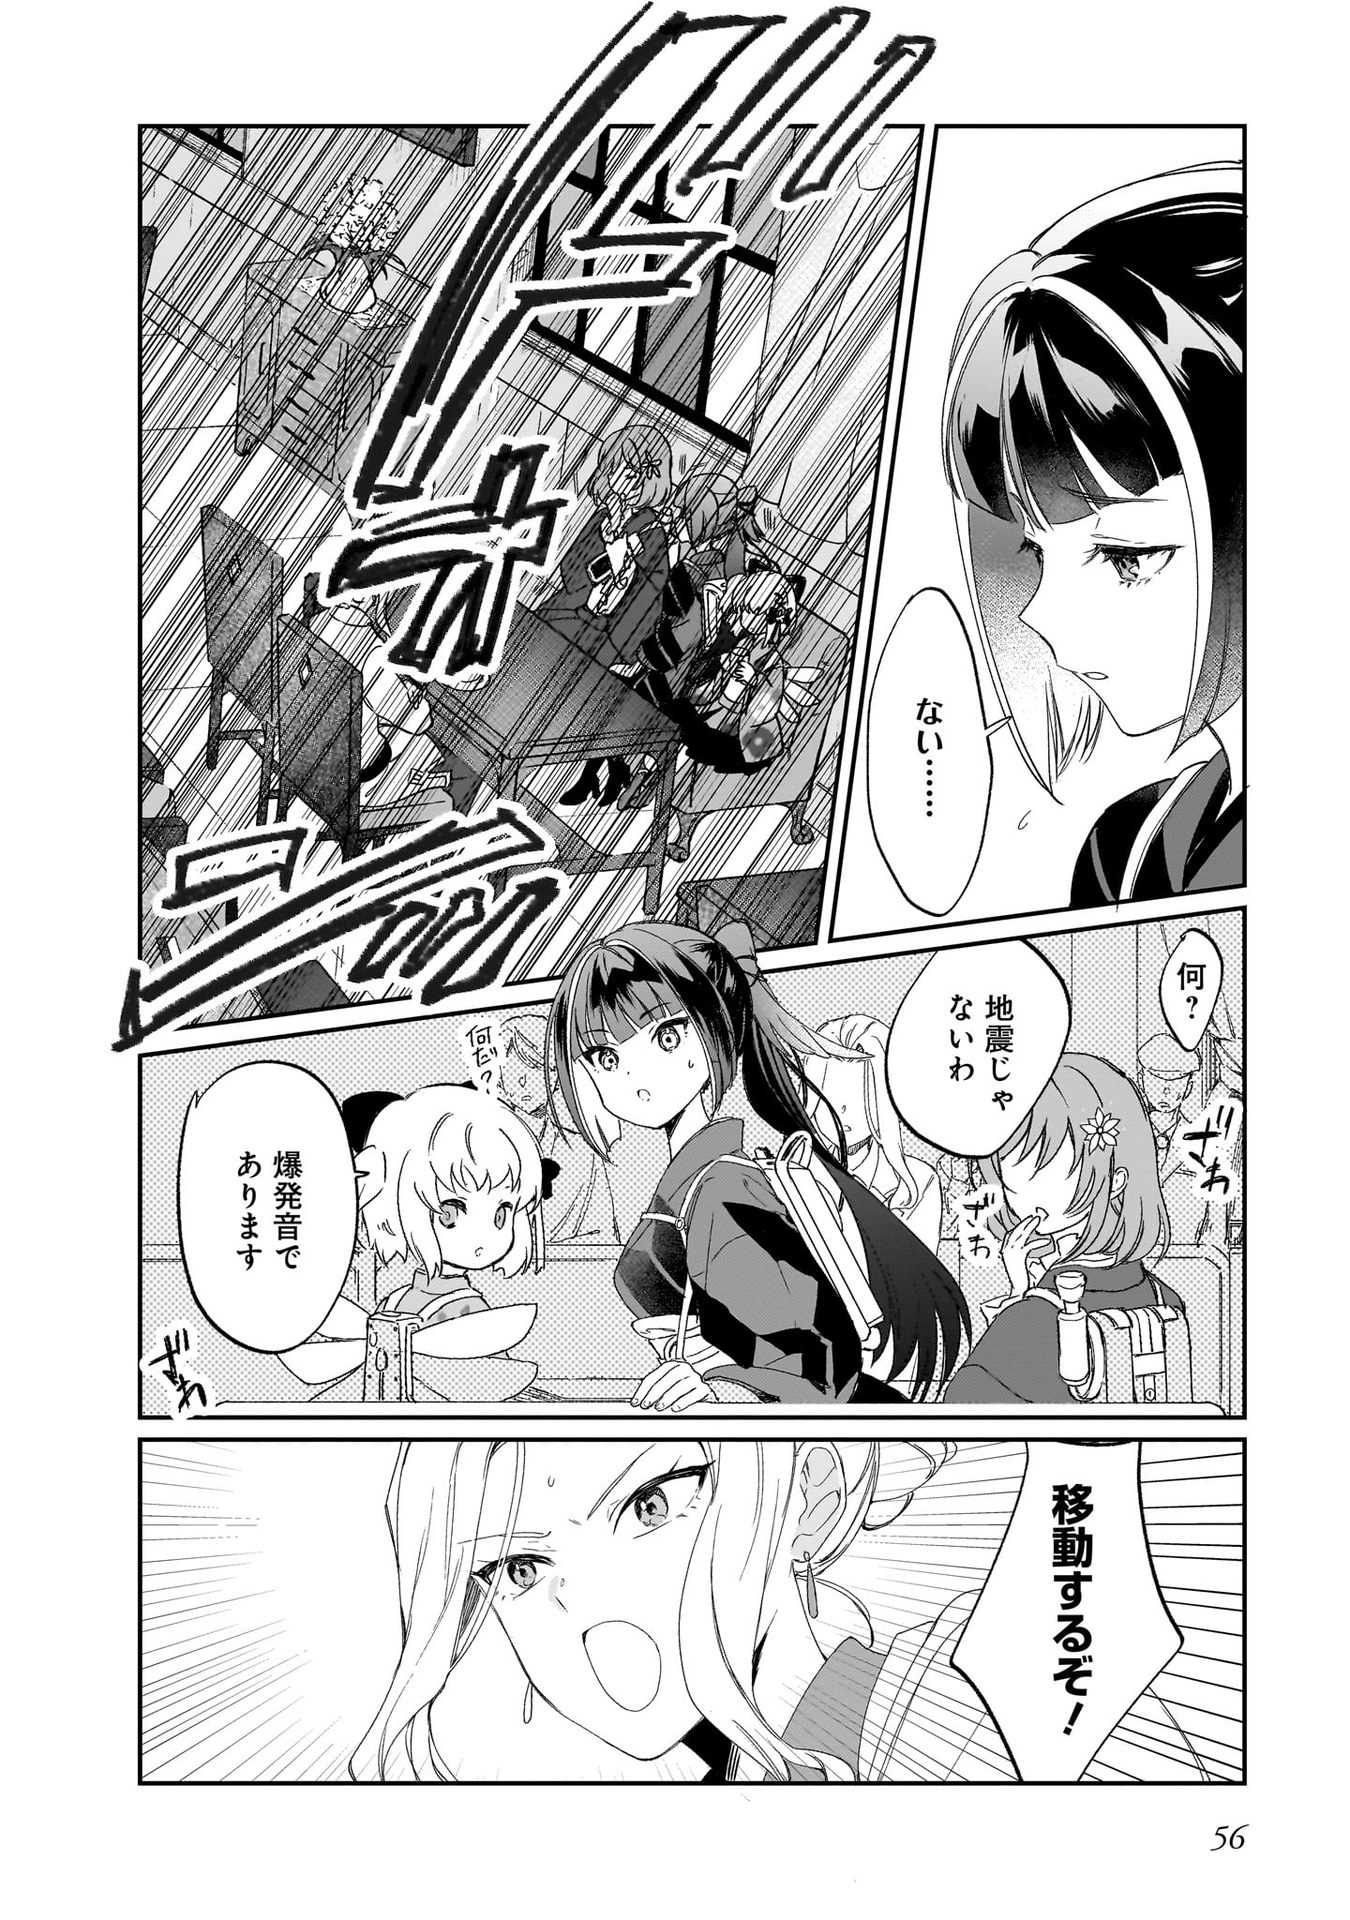 ない……
ドォン
何？
地震じゃ
ないわ
ざわ
ざわ
何だ？
爆発音で
あります
ざわ
移動するぞ！
56